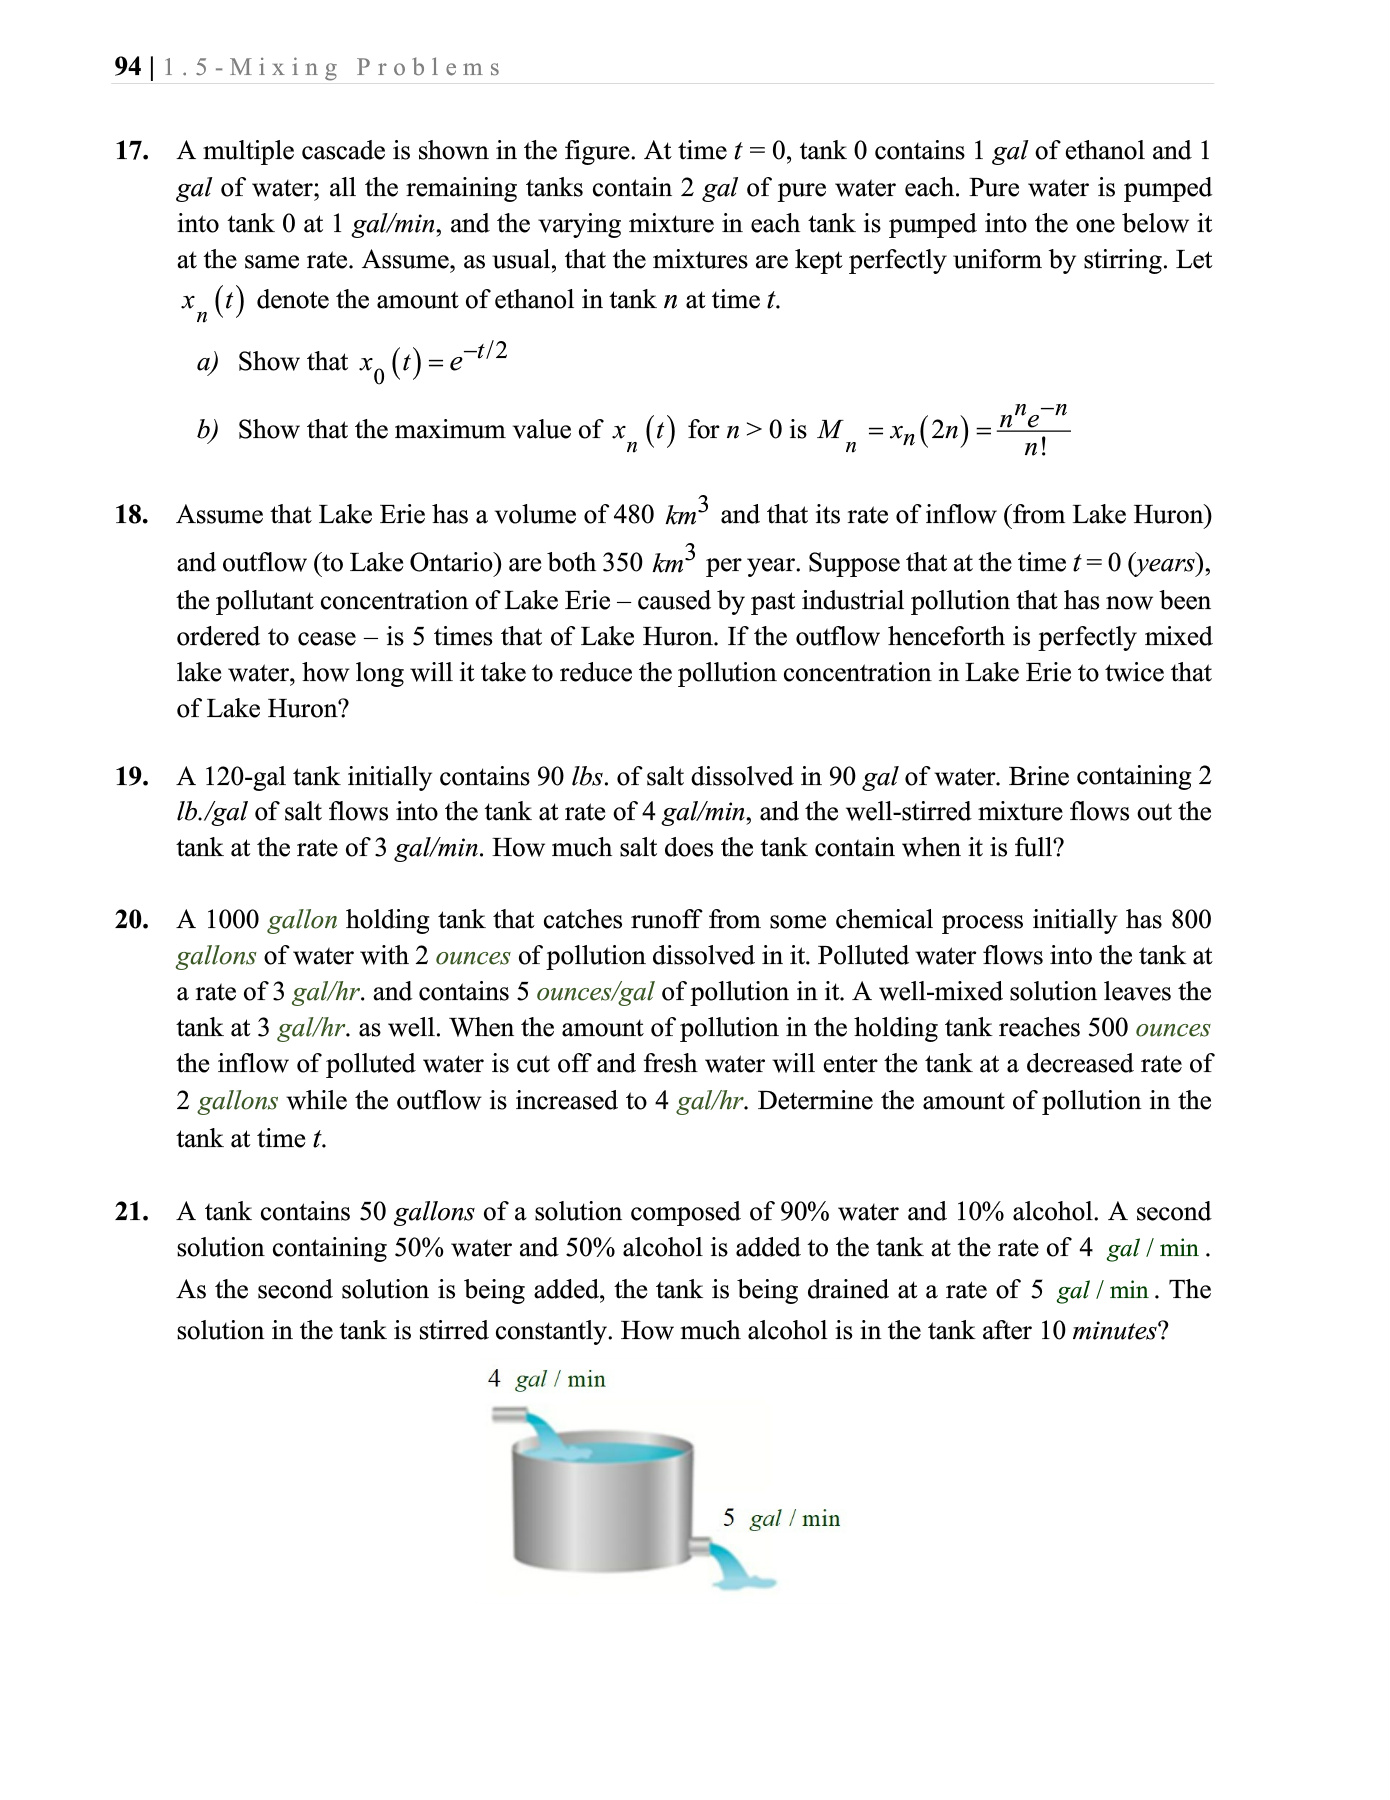 94 | 1.5-Mixing Problems
17. A multiple cascade is shown in the figure. At time t = 0, tank 0 contains 1 gal of ethanol and 1
gal of water; all the remaining tanks contain 2 gal of pure water each. Pure water is pumped
into tank 0 at 1 gal/min, and the varying mixture in each tank is pumped into the one below it
at the same rate. Assume, as usual, that the mixtures are kept perfectly uniform by stirring. Let
x_n (t) denote the amount of ethanol in tank n at time t.
a) Show that x_0 (t) = e^{-t/2}
b) Show that the maximum value of x_n (t) for n > 0 is M_n = x_n(2n) = \frac{n^n e^{-n}}{n!}
18. Assume that Lake Erie has a volume of 480 km³ and that its rate of inflow (from Lake Huron)
and outflow (to Lake Ontario) are both 350 km³ per year. Suppose that at the time t = 0 (years),
the pollutant concentration of Lake Erie – caused by past industrial pollution that has now been
ordered to cease – is 5 times that of Lake Huron. If the outflow henceforth is perfectly mixed
lake water, how long will it take to reduce the pollution concentration in Lake Erie to twice that
of Lake Huron?
19. A 120-gal tank initially contains 90 lbs. of salt dissolved in 90 gal of water. Brine containing 2
lb./gal of salt flows into the tank at rate of 4 gal/min, and the well-stirred mixture flows out the
tank at the rate of 3 gal/min. How much salt does the tank contain when it is full?
20. A 1000 gallon holding tank that catches runoff from some chemical process initially has 800
gallons of water with 2 ounces of pollution dissolved in it. Polluted water flows into the tank at
a rate of 3 gal/hr. and contains 5 ounces/gal of pollution in it. A well-mixed solution leaves the
tank at 3 gal/hr. as well. When the amount of pollution in the holding tank reaches 500 ounces
the inflow of polluted water is cut off and fresh water will enter the tank at a decreased rate of
2 gallons while the outflow is increased to 4 gal/hr. Determine the amount of pollution in the
tank at time t.
21. A tank contains 50 gallons of a solution composed of 90% water and 10% alcohol. A second
solution containing 50% water and 50% alcohol is added to the tank at the rate of 4 gal / min .
As the second solution is being added, the tank is being drained at a rate of 5 gal / min . The
solution in the tank is stirred constantly. How much alcohol is in the tank after 10 minutes?
4 gal / min
5 gal / min